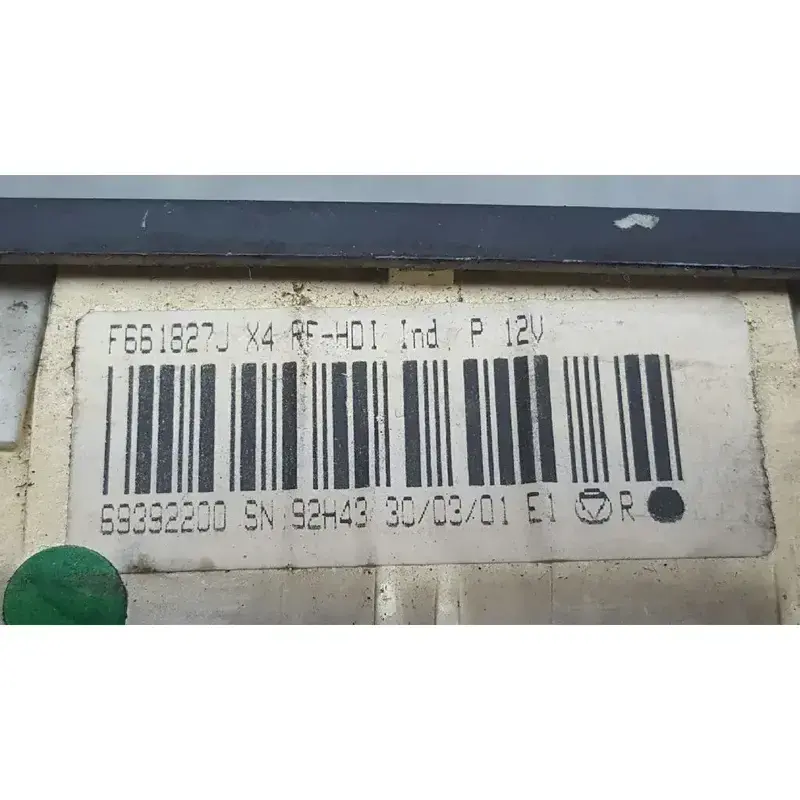 F661827J X4 RF-HDI Ind. P 12V
69392200 SN 92H43 30/03/01 E1 R